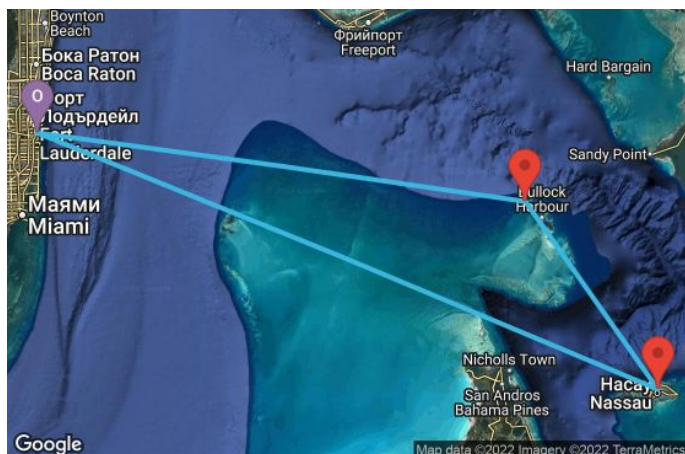 Boynton
Beach
Фрийпорт
Freeport
Бока Ратон
Boca Raton
Hard Bargain
О
Лодърдейл
Fort
Lauderdale
Sandy Point
Bullock
Harbour
Маями
Miami
Nicholls Town
San Andros
Bahama Pines
Насау
Nassau
Google
Map data ©2022 Imagery ©2022 TerraMetrics